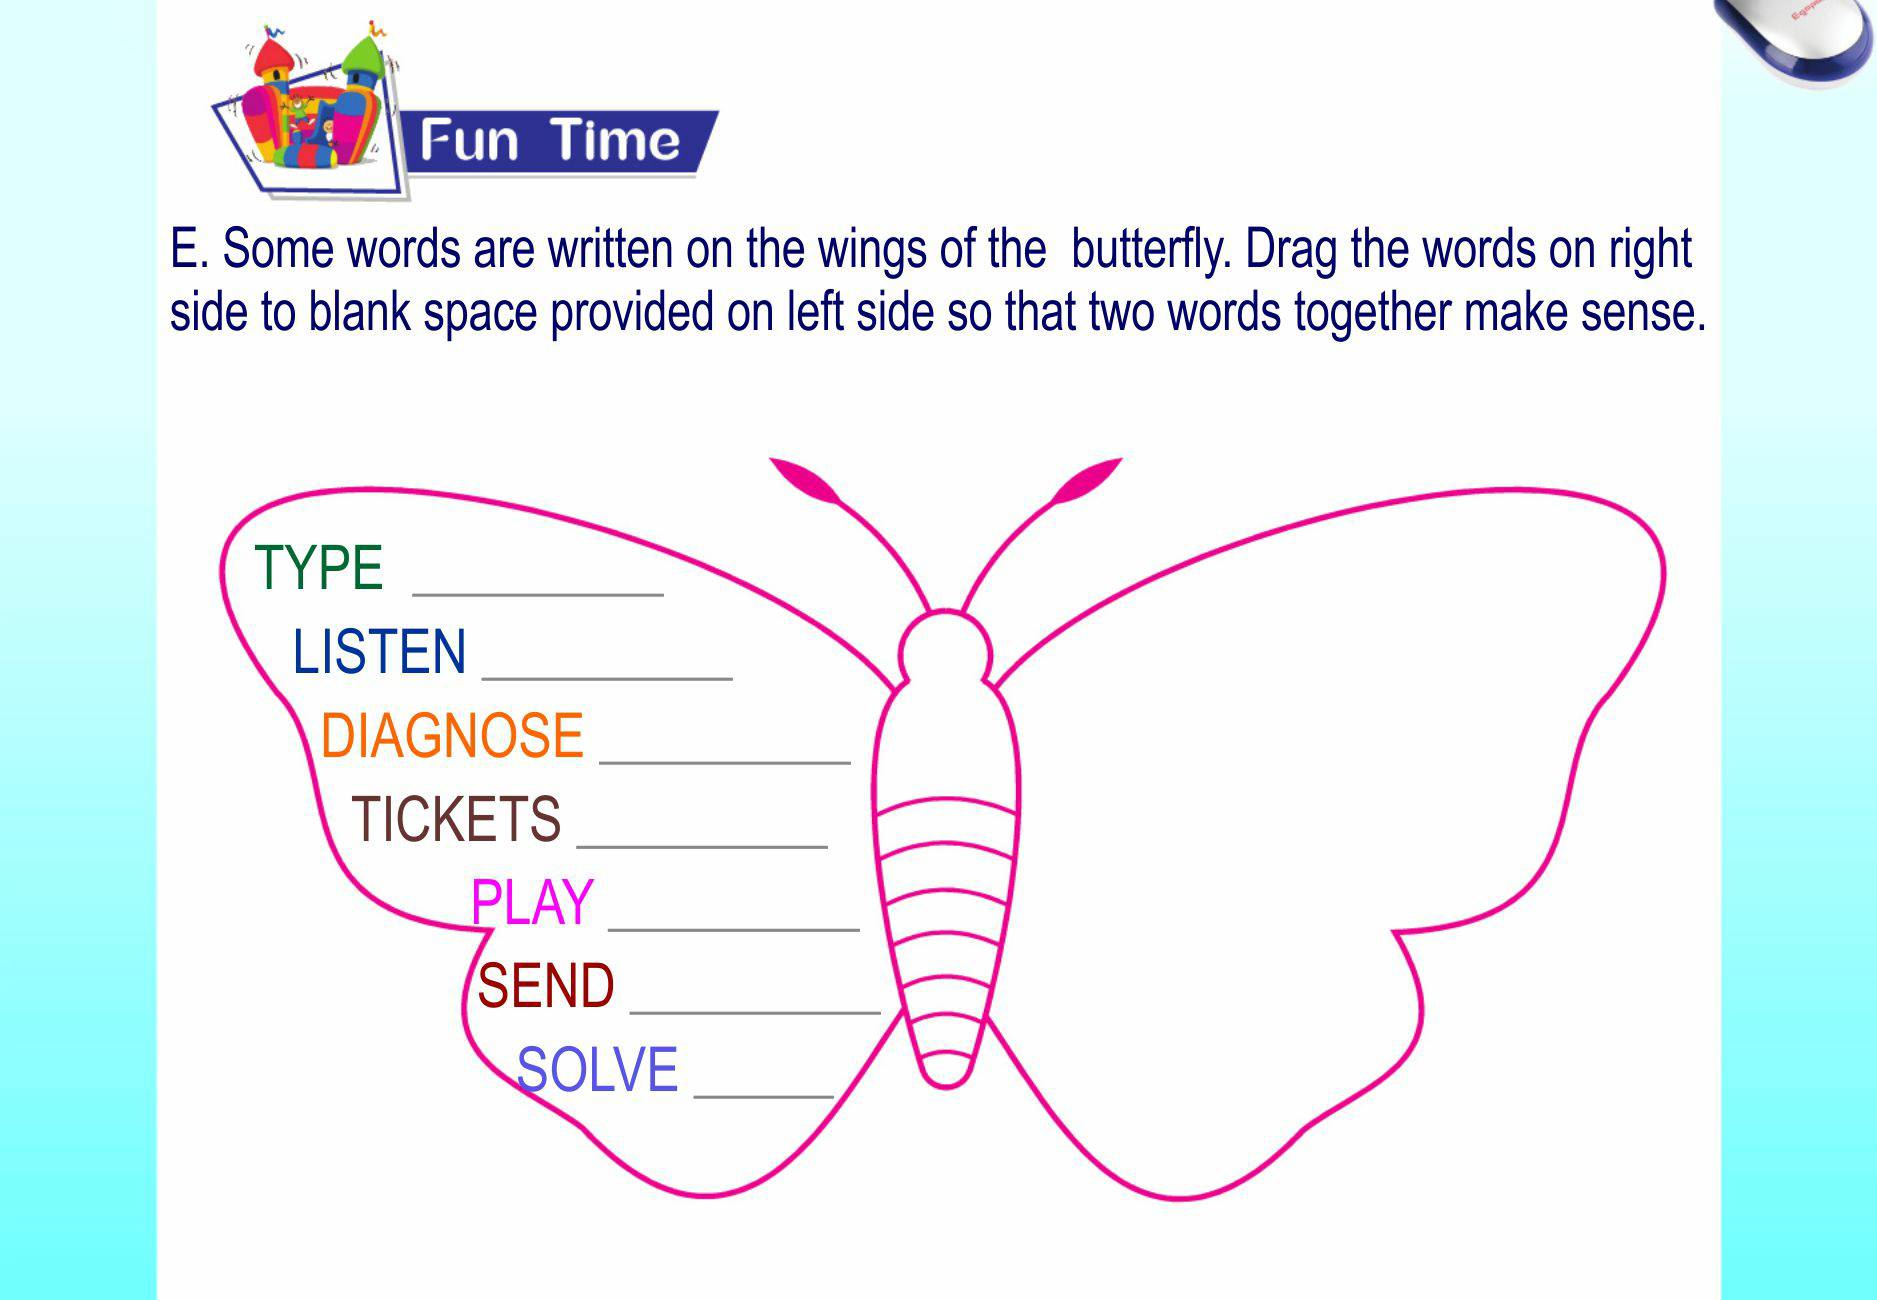 Fun Time
E. Some words are written on the wings of the butterfly. Drag the words on right
side to blank space provided on left side so that two words together make sense.
TYPE __________
LISTEN __________
DIAGNOSE __________
TICKETS __________
PLAY __________
SEND __________
SOLVE ______